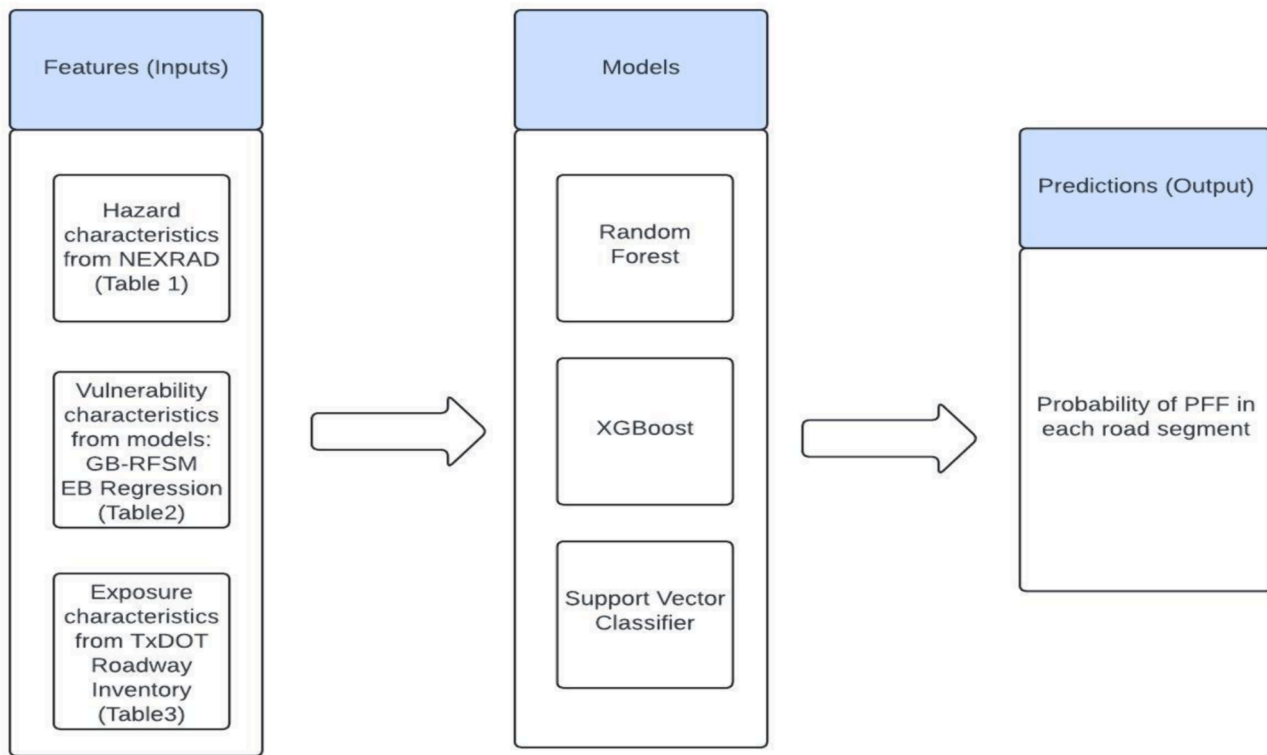 Features (Inputs)
Hazard
characteristics
from NEXRAD
(Table 1)
Vulnerability
characteristics
from models:
GB-RFSM
EB Regression
(Table2)
Exposure
characteristics
from TxDOT
Roadway
Inventory
(Table3)
Models
Random
Forest
XGBoost
Support Vector
Classifier
Predictions (Output)
Probability of PFF in
each road segment